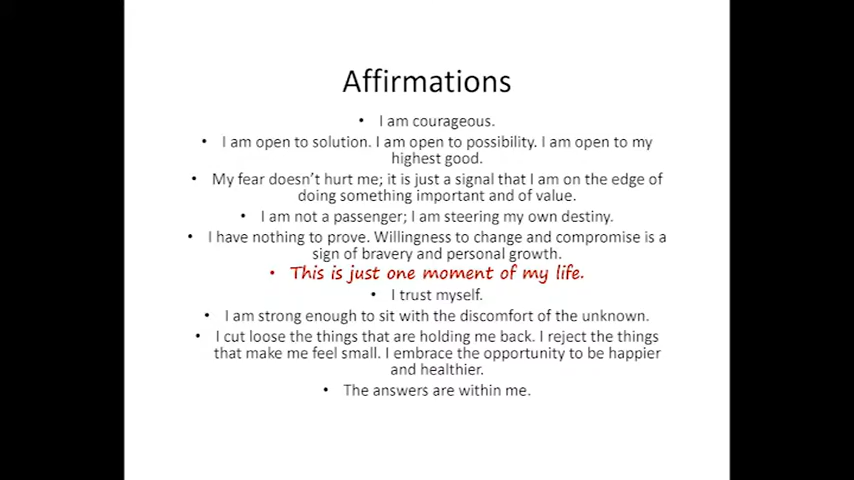 Affirmations
• I am courageous.
• I am open to solution. I am open to possibility. I am open to my
highest good.
• My fear doesn’t hurt me; it is just a signal that I am on the edge of
doing something important and of value.
• I am not a passenger; I am steering my own destiny.
• I have nothing to prove. Willingness to change and compromise is a
sign of bravery and personal growth.
• This is just one moment of my life.
• I trust myself.
• I am strong enough to sit with the discomfort of the unknown.
• I cut loose the things that are holding me back. I reject the things
that make me feel small. I embrace the opportunity to be happier
and healthier.
• The answers are within me.